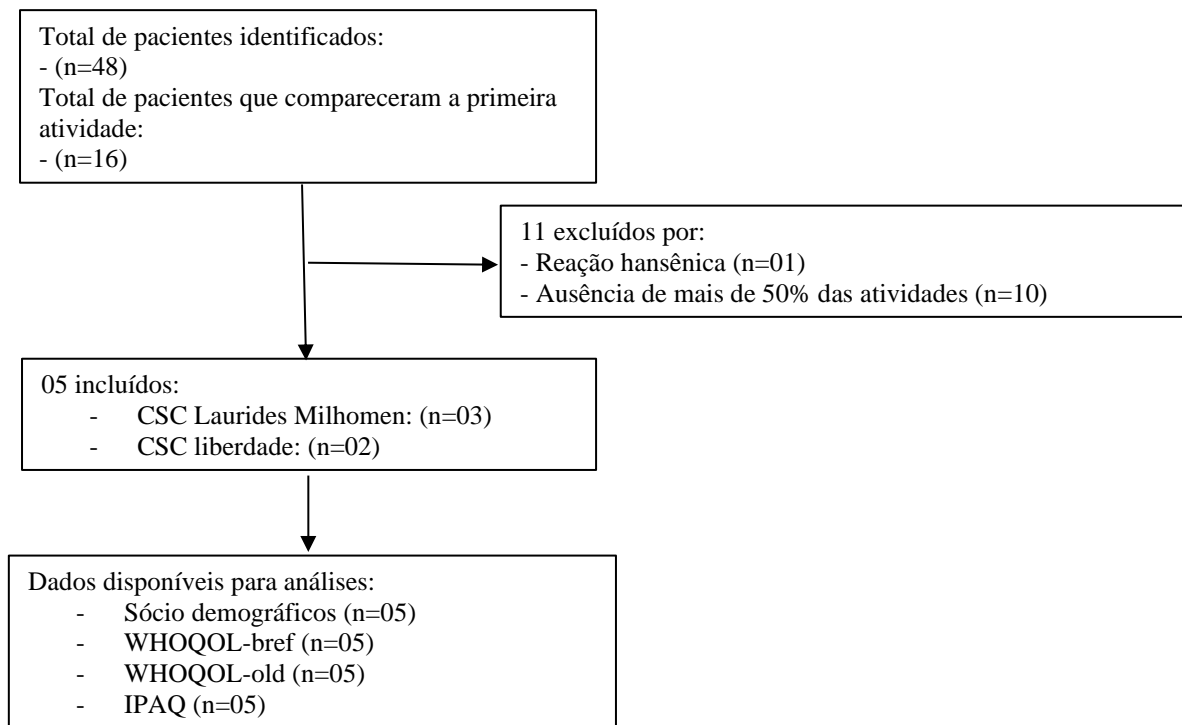 Total de pacientes identificados:
- (n=48)
Total de pacientes que compareceram a primeira
atividade:
- (n=16)
11 excluídos por:
- Reação hansênica (n=01)
- Ausência de mais de 50% das atividades (n=10)
05 incluídos:
- CSC Laurides Milhomen: (n=03)
- CSC liberdade: (n=02)
Dados disponíveis para análises:
- Sócio demográficos (n=05)
- WHOQOL-bref (n=05)
- WHOQOL-old (n=05)
- IPAQ (n=05)